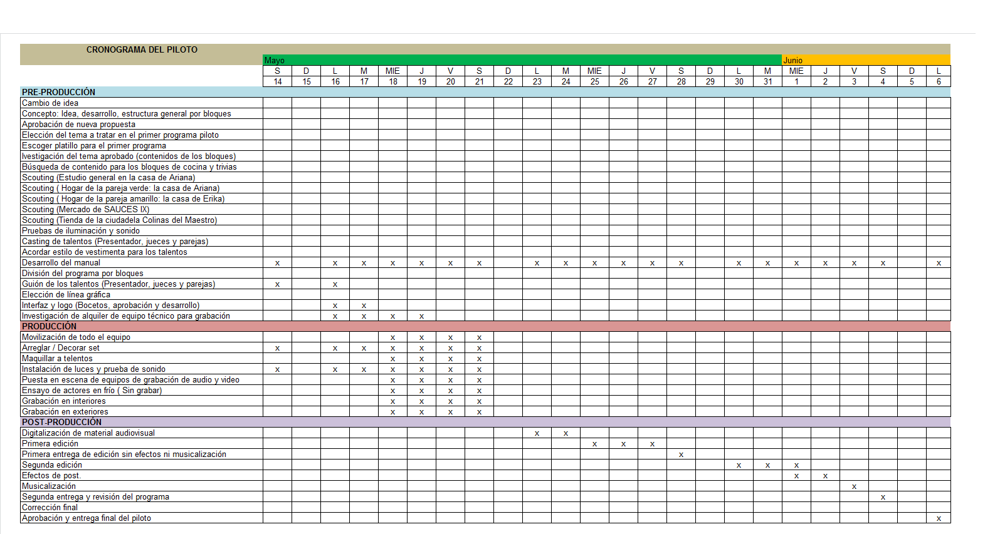 CRONOGRAMA DEL PILOTO
Mayo Junio
S D L M MIE J V S D L M MIE J V S D L M MIE J V S D L
14 15 16 17 18 19 20 21 22 23 24 25 26 27 28 29 30 31 1 2 3 4 5 6
PRE-PRODUCCIÓN
Cambio de idea
Concepto: Idea, desarrollo, estructura general por bloques
Aprobación de nueva propuesta
Elección del tema a tratar en el primer programa piloto
Escoger platillo para el primer programa
Ivestigación del tema aprobado (contenidos de los bloques)
Búsqueda de contenido para los bloques de cocina y trivias
Scouting (Estudio general en la casa de Ariana)
Scouting ( Hogar de la pareja verde: la casa de Ariana)
Scouting ( Hogar de la pareja amarillo: la casa de Erika)
Scouting (Mercado de SAUCES IX)
Scouting (Tienda de la ciudadela Colinas del Maestro)
Pruebas de iluminación y sonido
Casting de talentos (Presentador, jueces y parejas)
Acordar estilo de vestimenta para los talentos
Desarrollo del manual x x x x x x x x x x x x x x x x x x x x
División del programa por bloques
Guión de los talentos (Presentador, jueces y parejas) x x
Elección de línea gráfica
Interfaz y logo (Bocetos, aprobación y desarrollo) x x
Investigación de alquiler de equipo técnico para grabación x x x x
PRODUCCIÓN
Movilización de todo el equipo x x x x
Arreglar / Decorar set x x x x x x x
Maquillar a telentos x x x x
Instalación de luces y prueba de sonido x x x x x x x
Puesta en escena de equipos de grabación de audio y video x x x x
Ensayo de actores en frío ( Sin grabar) x x x x
Grabación en interiores x x x x
Grabación en exteriores x x x x
POST-PRODUCCIÓN
Digitalización de material audiovisual x x
Primera edición x x x
Primera entrega de edición sin efectos ni musicalización x
Segunda edición x x x
Efectos de post. x x
Musicalización x
Segunda entrega y revisión del programa x
Corrección final
Aprobación y entrega final del piloto x